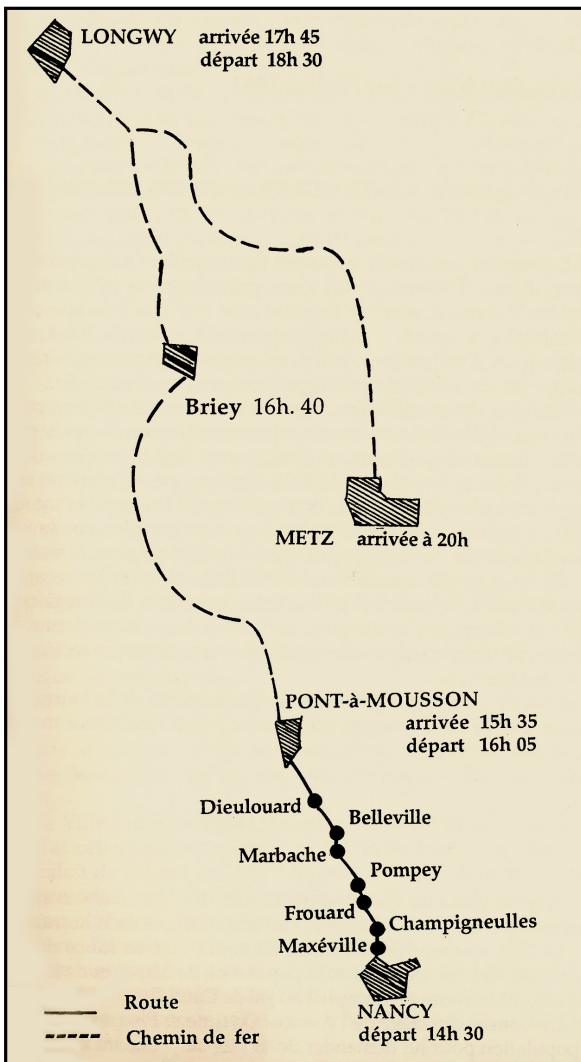 LONGWY arrivée 17h 45
départ 18h 30
Briey 16h. 40
METZ arrivée à 20h
PONT-à-MOUSSON
arrivée 15h 35
départ 16h 05
Dieulouard
Belleville
Marbache
Pompey
Frouard
Champigneulles
Maxéville
NANCY
départ 14h 30
Route
Chemin de fer